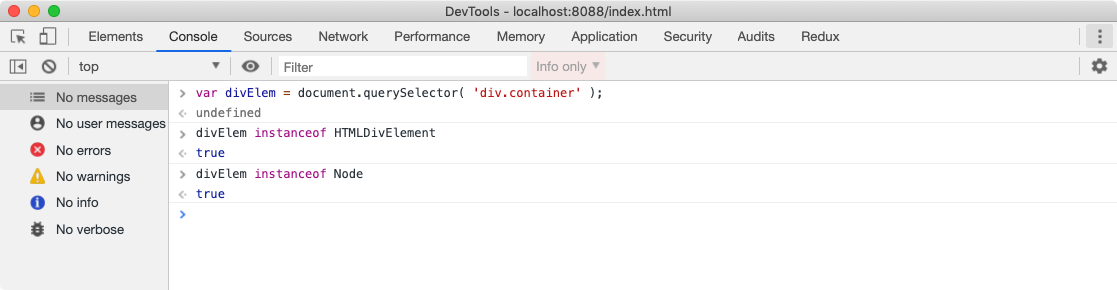 DevTools - localhost:8088/index.html
Elements Console Sources Network Performance Memory Application Security Audits Redux
top Filter Info only
No messages
No user messages
No errors
No warnings
No info
No verbose
var divElem = document.querySelector( 'div.container' );
undefined
divElem instanceof HTMLDivElement
true
divElem instanceof Node
true